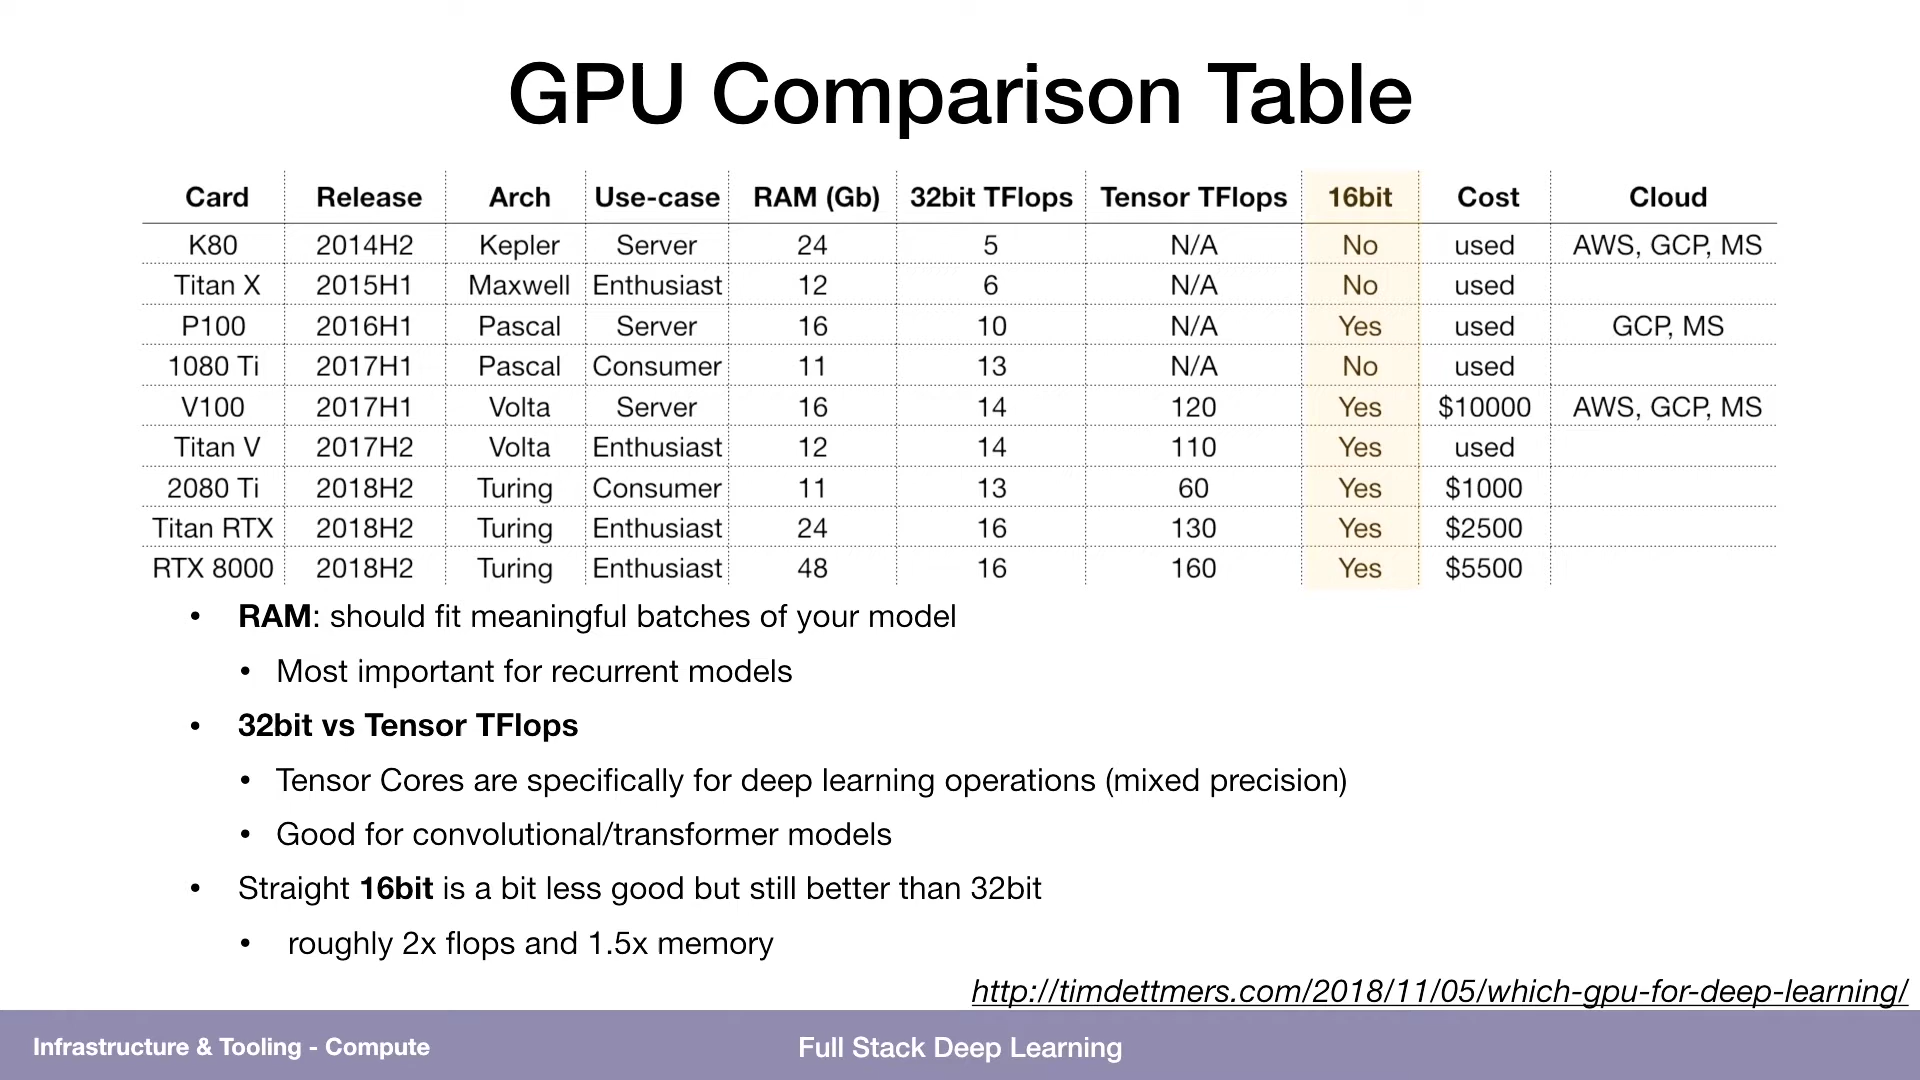 GPU Comparison Table
Card Release Arch Use-case RAM (Gb) 32bit TFlops Tensor TFlops 16bit Cost Cloud
K80 2014H2 Kepler Server 24 5 N/A No used AWS, GCP, MS
Titan X 2015H1 Maxwell Enthusiast 12 6 N/A No used
P100 2016H1 Pascal Server 16 10 N/A Yes used GCP, MS
1080 Ti 2017H1 Pascal Consumer 11 13 N/A No used
V100 2017H1 Volta Server 16 14 120 Yes $10000 AWS, GCP, MS
Titan V 2017H2 Volta Enthusiast 12 14 110 Yes used
2080 Ti 2018H2 Turing Consumer 11 13 60 Yes $1000
Titan RTX 2018H2 Turing Enthusiast 24 16 130 Yes $2500
RTX 8000 2018H2 Turing Enthusiast 48 16 160 Yes $5500
• RAM: should fit meaningful batches of your model
• Most important for recurrent models
• 32bit vs Tensor TFlops
• Tensor Cores are specifically for deep learning operations (mixed precision)
• Good for convolutional/transformer models
• Straight 16bit is a bit less good but still better than 32bit
• roughly 2x flops and 1.5x memory
http://timdettmers.com/2018/11/05/which-gpu-for-deep-learning/
Infrastructure & Tooling - Compute
Full Stack Deep Learning